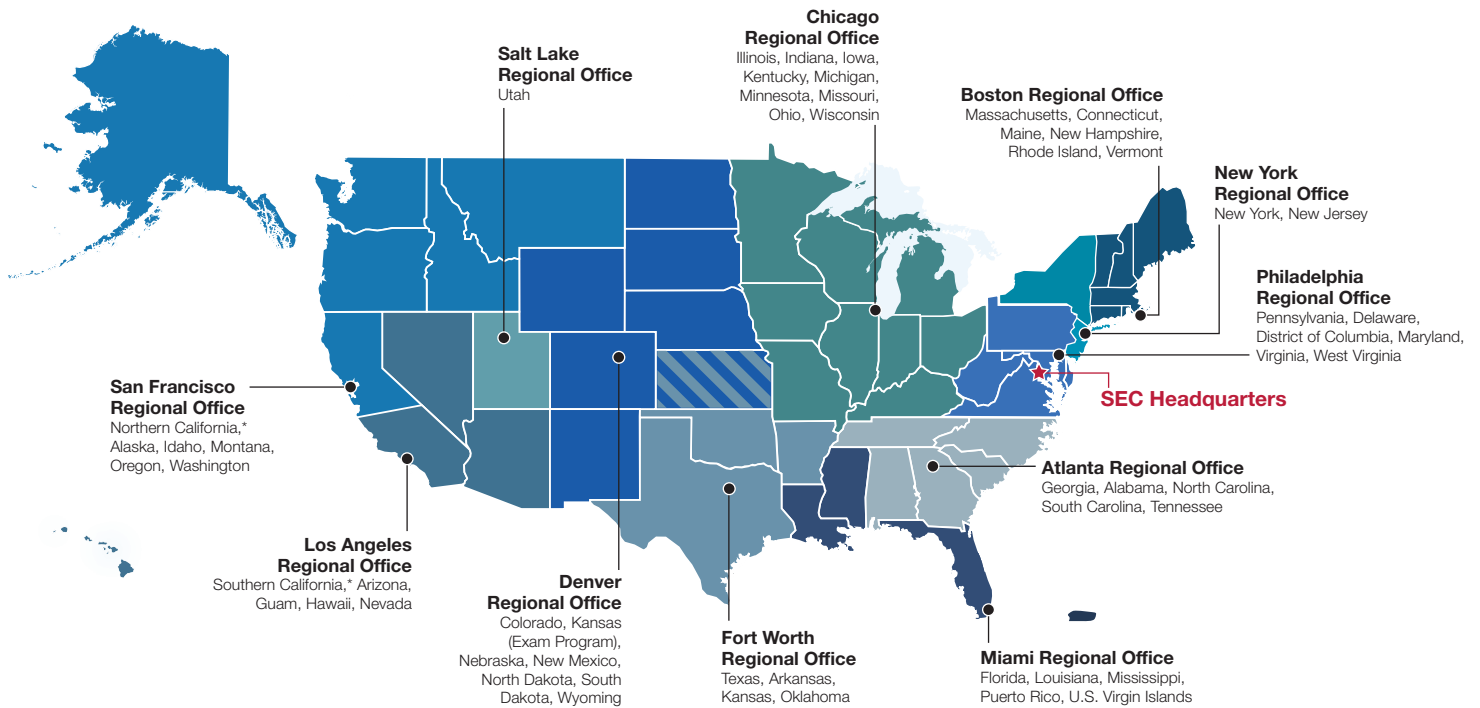 Salt Lake
Regional Office
Utah
Chicago
Regional Office
Illinois, Indiana, Iowa,
Kentucky, Michigan,
Minnesota, Missouri,
Ohio, Wisconsin
Boston Regional Office
Massachusetts, Connecticut,
Maine, New Hampshire,
Rhode Island, Vermont
New York
Regional Office
New York, New Jersey
Philadelphia
Regional Office
Pennsylvania, Delaware,
District of Columbia, Maryland,
Virginia, West Virginia
SEC Headquarters
San Francisco
Regional Office
Northern California,*
Alaska, Idaho, Montana,
Oregon, Washington
Atlanta Regional Office
Georgia, Alabama, North Carolina,
South Carolina, Tennessee
Los Angeles
Regional Office
Southern California,* Arizona,
Guam, Hawaii, Nevada
Denver
Regional Office
Colorado, Kansas
(Exam Program),
Nebraska, New Mexico,
North Dakota, South
Dakota, Wyoming
Fort Worth
Regional Office
Texas, Arkansas,
Kansas, Oklahoma
Miami Regional Office
Florida, Louisiana, Mississippi,
Puerto Rico, U.S. Virgin Islands